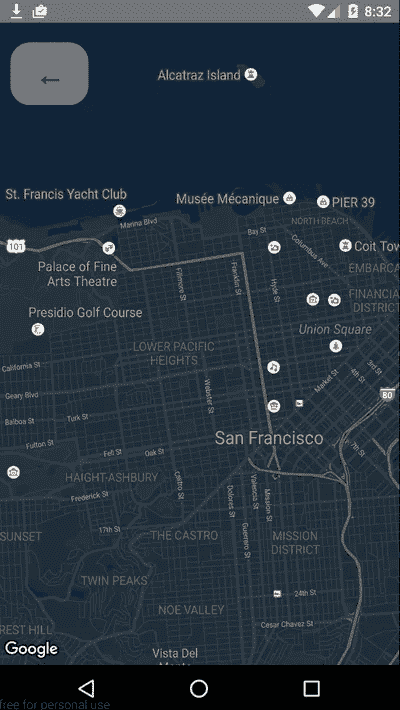 8:32
←
Alcatraz Island
St. Francis Yacht Club
Musée Mécanique
PIER 39
Marina Blvd
NORTH BEACH
101
Bay St
Columbus Ave
Coit Tow
Palace of Fine
Arts Theatre
EMBARCA
Fillmore St
Franklin St
Hyde St
FINANCIA
DISTRICT
Presidio Golf Course
Union Square
LOWER PACIFIC
HEIGHTS
California St
3rd St
4th St
Market St
Geary Blvd
Webster St
80
Balboa St
Turk St
Fulton St
San Francisco
Fell St
Oak St
7th St
HAIGHT-ASHBURY
Castro St
Frederick St
Dolores St
Valencia St
Mission St
17th St
SUNSET
THE CASTRO
Guerrero St
MISSION
DISTRICT
TWIN PEAKS
24th St
NOE VALLEY
Cesar Chavez St
REST HILL
Google
Vista Del
free for personal use